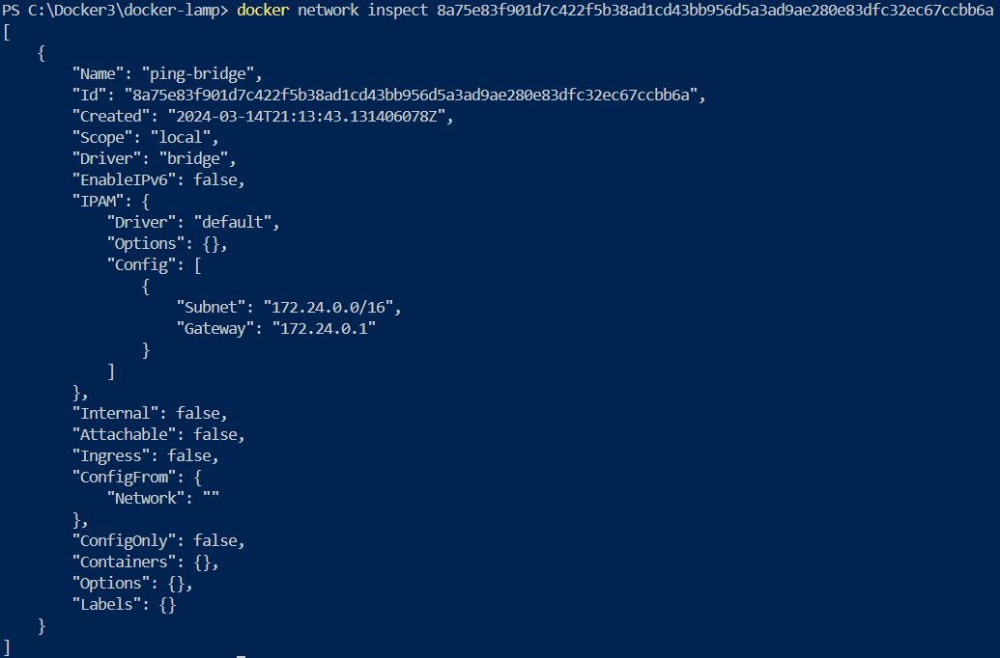 PS C:\Docker3\docker-lamp> docker network inspect 8a75e83f901d7c422f5b38ad1cd43bb956d5a3ad9ae280e83dfc32ec67ccbb6a
[
    {
        "Name": "ping-bridge",
        "Id": "8a75e83f901d7c422f5b38ad1cd43bb956d5a3ad9ae280e83dfc32ec67ccbb6a",
        "Created": "2024-03-14T21:13:43.131406078Z",
        "Scope": "local",
        "Driver": "bridge",
        "EnableIPv6": false,
        "IPAM": {
            "Driver": "default",
            "Options": {},
            "Config": [
                {
                    "Subnet": "172.24.0.0/16",
                    "Gateway": "172.24.0.1"
                }
            ]
        },
        "Internal": false,
        "Attachable": false,
        "Ingress": false,
        "ConfigFrom": {
            "Network": ""
        },
        "ConfigOnly": false,
        "Containers": {},
        "Options": {},
        "Labels": {}
    }
]